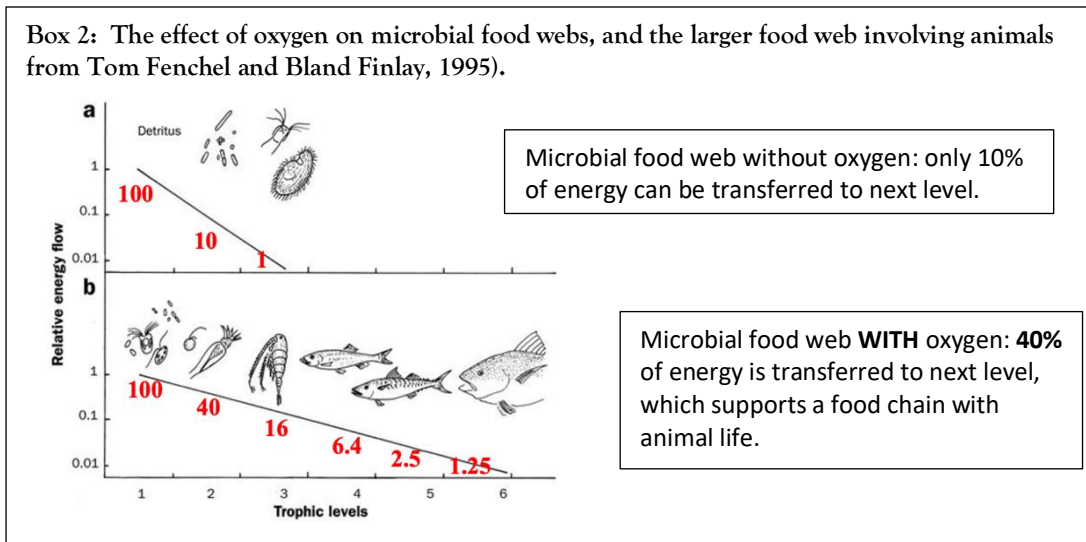 Box 2:  The effect of oxygen on microbial food webs, and the larger food web involving animals
from Tom Fenchel and Bland Finlay, 1995).
a
Detritus
1
0.1
0.01
100
10
1
Microbial food web without oxygen: only 10%
of energy can be transferred to next level.
Relative energy flow
b
1
0.1
0.01
100
40
16
6.4
2.5
1.25
Microbial food web WITH oxygen: 40%
of energy is transferred to next level,
which supports a food chain with
animal life.
1 2 3 4 5 6
Trophic levels